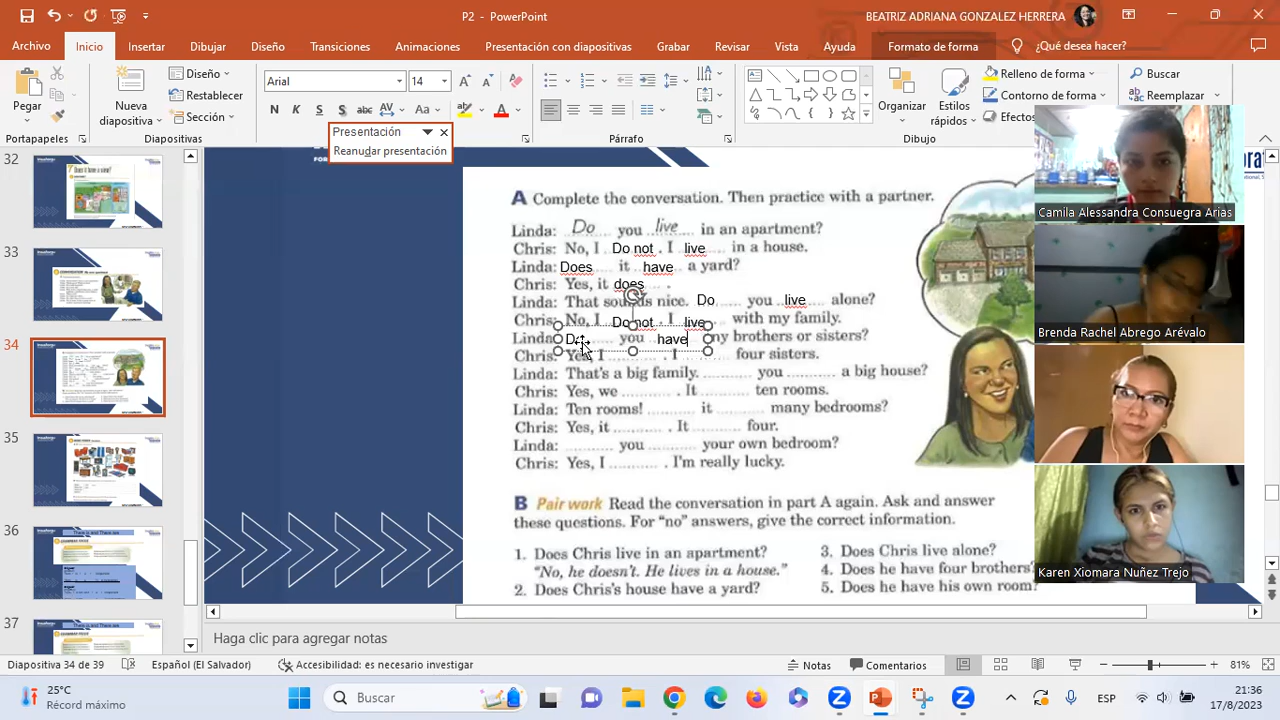 P2 - PowerPoint
BEATRIZ ADRIANA GONZALEZ HERRERA
Archivo Inicio Insertar Dibujar Diseño Transiciones Animaciones Presentación con diapositivas Grabar Revisar Vista Ayuda Formato de forma ¿Qué desea hacer?
Pegar
Portapapeles
Nueva diapositiva
Diseño
Restablecer
Sección
Diapositivas
Arial 14
N K S S abc AV Aa A
Párrafo
Organizar
Estilos rápidos
Relleno de forma
Contorno de forma
Efectos
Dibujo
Buscar
Reemplazar
Presentación
Reanudar presentación
32
33
34
35
36
37
A Complete the conversation. Then practice with a partner.
Linda: Do you live in an apartment?
Chris: No, I Do not . I live in a house.
Linda: Does it have a yard?
Chris: Yes, it does .
Linda: That sounds nice. Do you live alone?
Chris: No, I Do not . I live with my family.
Linda: you have any brothers or sisters?
Chris: Yes, I . I four sisters.
Linda: That's a big family. you a big house?
Chris: Yes, we . It ten rooms.
Linda: Ten rooms! it many bedrooms?
Chris: Yes, it . It four.
Linda: you your own bedroom?
Chris: Yes, I . I'm really lucky.
B Pair work Read the conversation in part A again. Ask and answer
these questions. For "no" answers, give the correct information.
1. Does Chris live in an apartment?
"No, he doesn't. He lives in a house."
2. Does Chris's house have a yard?
3. Does Chris live alone?
4. Does he have four brothers?
5. Does he have his own room
Camila Alessandra Consuegra Arias
Brenda Rachel Abrego Arévalo
Karen Xiomara Nuñez Trejo
Haga clic para agregar notas
Diapositiva 34 de 39 Español (El Salvador) Accesibilidad: es necesario investigar Notas Comentarios 81%
25°C
Récord máximo
Buscar
ESP
21:36
17/8/2023